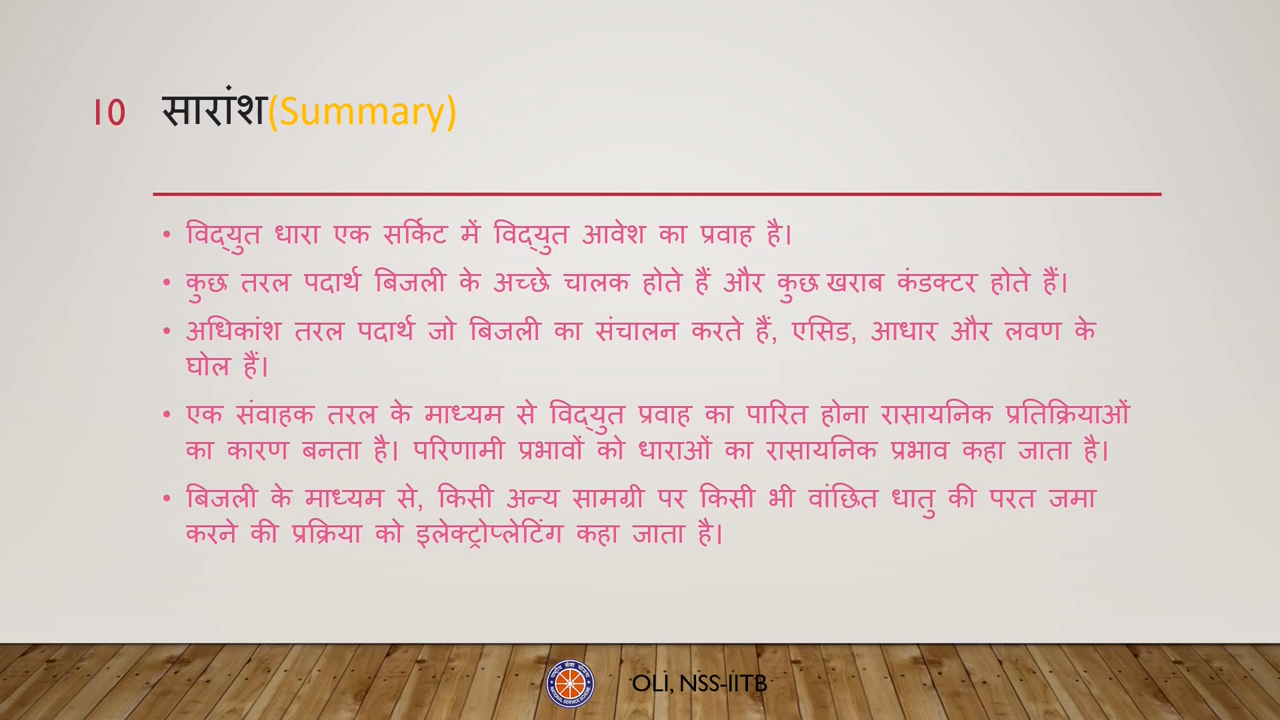 10 सारांश(Summary)
• विद्युत धारा एक सर्किट में विद्युत आवेश का प्रवाह है।
• कुछ तरल पदार्थ बिजली के अच्छे चालक होते हैं और कुछ खराब कंडक्टर होते हैं।
• अधिकांश तरल पदार्थ जो बिजली का संचालन करते हैं, एसिड, आधार और लवण के
घोल हैं।
• एक संवाहक तरल के माध्यम से विद्युत प्रवाह का पारित होना रासायनिक प्रतिक्रियाओं
का कारण बनता है। परिणामी प्रभावों को धाराओं का रासायनिक प्रभाव कहा जाता है।
• बिजली के माध्यम से, किसी अन्य सामग्री पर किसी भी वांछित धातु की परत जमा
करने की प्रक्रिया को इलेक्ट्रोप्लेटिंग कहा जाता है।
OLI, NSS-IITB